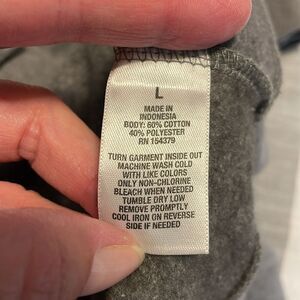 L
MADE IN
INDONESIA
BODY: 60% COTTON
40% POLYESTER
RN 154379
TURN GARMENT INSIDE OUT
MACHINE WASH COLD
WITH LIKE COLORS
ONLY NON-CHLORINE
BLEACH WHEN NEEDED
TUMBLE DRY LOW
REMOVE PROMPTLY
COOL IRON ON REVERSE
SIDE IF NEEDED